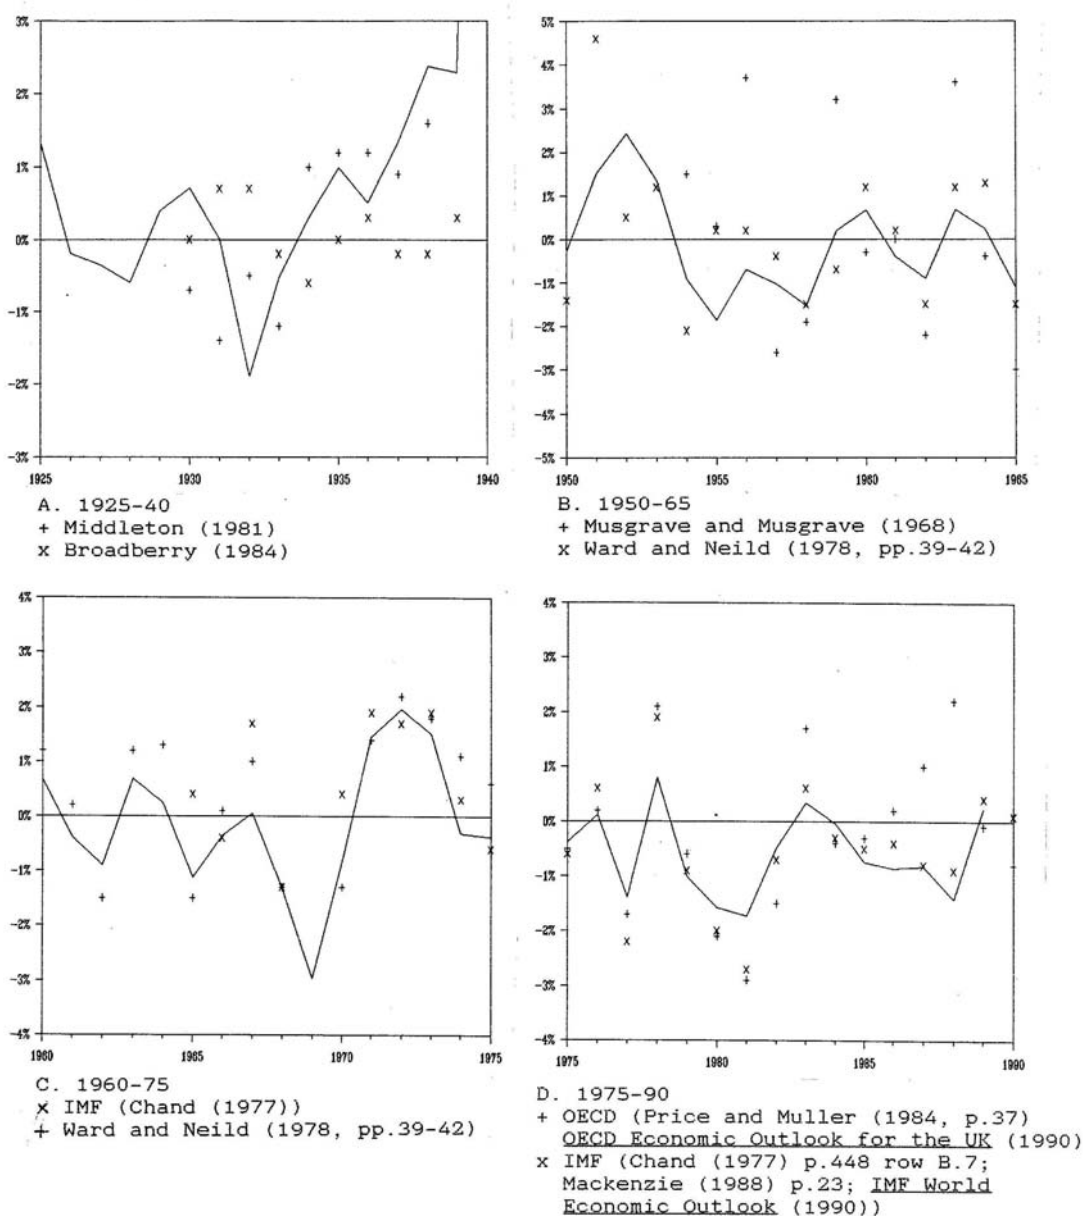 3%
2%
1%
0%
-1%
-2%
-3%
1925 1930 1935 1940
A. 1925-40
+ Middleton (1981)
x Broadberry (1984)
5%
4%
3%
2%
1%
0%
-1%
-2%
-3%
-4%
-5%
1950 1955 1960 1965
B. 1950-65
+ Musgrave and Musgrave (1968)
x Ward and Neild (1978, pp.39-42)
4%
3%
2%
1%
0%
-1%
-2%
-3%
-4%
1960 1965 1970 1975
C. 1960-75
x IMF (Chand (1977))
+ Ward and Neild (1978, pp.39-42)
4%
3%
2%
1%
0%
-1%
-2%
-3%
-4%
1975 1980 1985 1990
D. 1975-90
+ OECD (Price and Muller (1984, p.37)
OECD Economic Outlook for the UK (1990)
x IMF (Chand (1977) p.448 row B.7;
Mackenzie (1988) p.23; IMF World
Economic Outlook (1990))